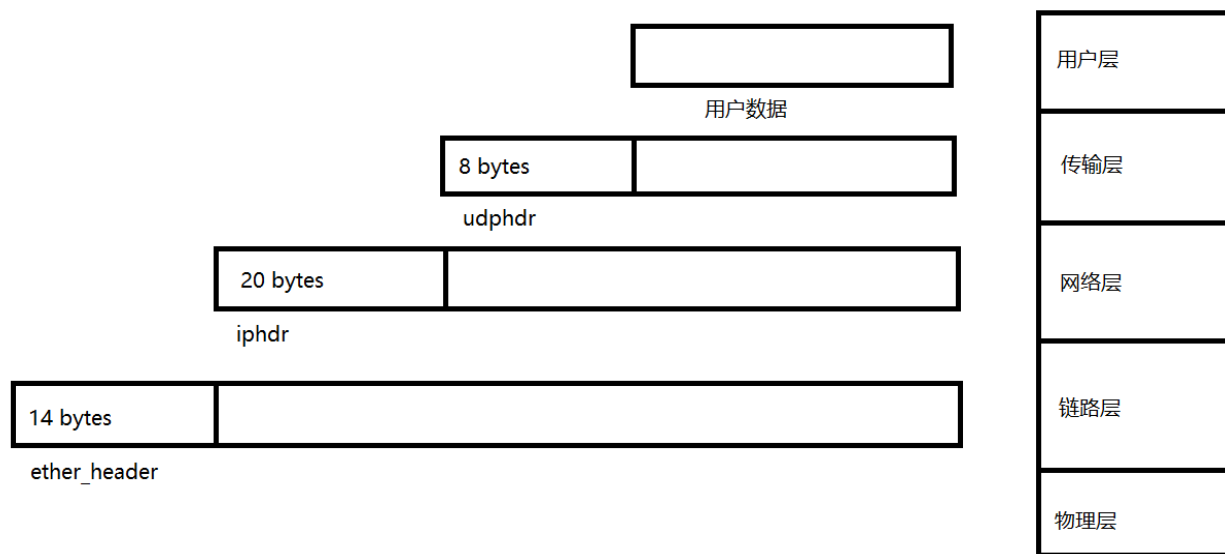 用户层
用户数据
8 bytes
传输层
udphdr
20 bytes
网络层
iphdr
14 bytes
链路层
ether_header
物理层